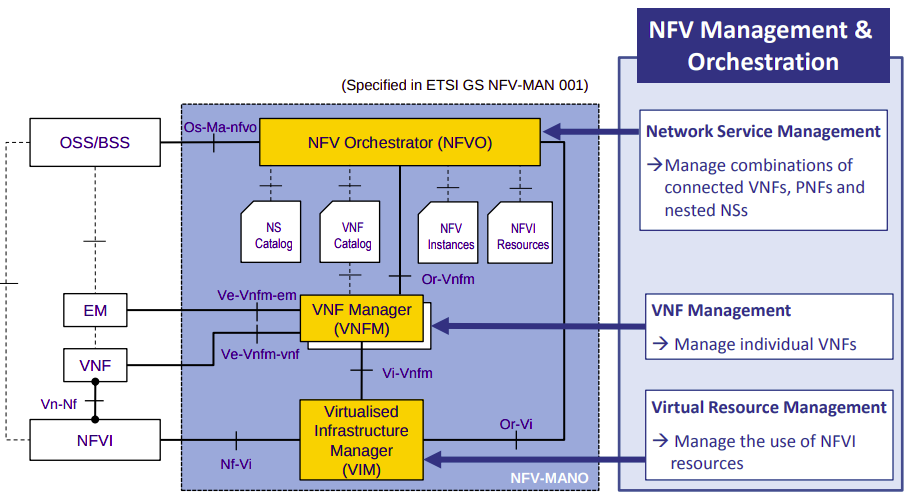 NFV Management &
Orchestration
(Specified in ETSI GS NFV-MAN 001)
OSS/BSS
Os-Ma-nfvo
NFV Orchestrator (NFVO)
Network Service Management
→Manage combinations of
connected VNFs, PNFs and
nested NSs
NS
Catalog
VNF
Catalog
NFV
Instances
NFVI
Resources
Or-Vnfm
EM
Ve-Vnfm-em
VNF Manager
(VNFM)
VNF Management
→ Manage individual VNFs
Ve-Vnfm-vnf
VNF
Vi-Vnfm
Vn-Nf
Virtualised
Infrastructure
Manager
(VIM)
Or-Vi
Virtual Resource Management
→ Manage the use of NFVI
resources
NFVI
Nf-Vi
NFV-MANO